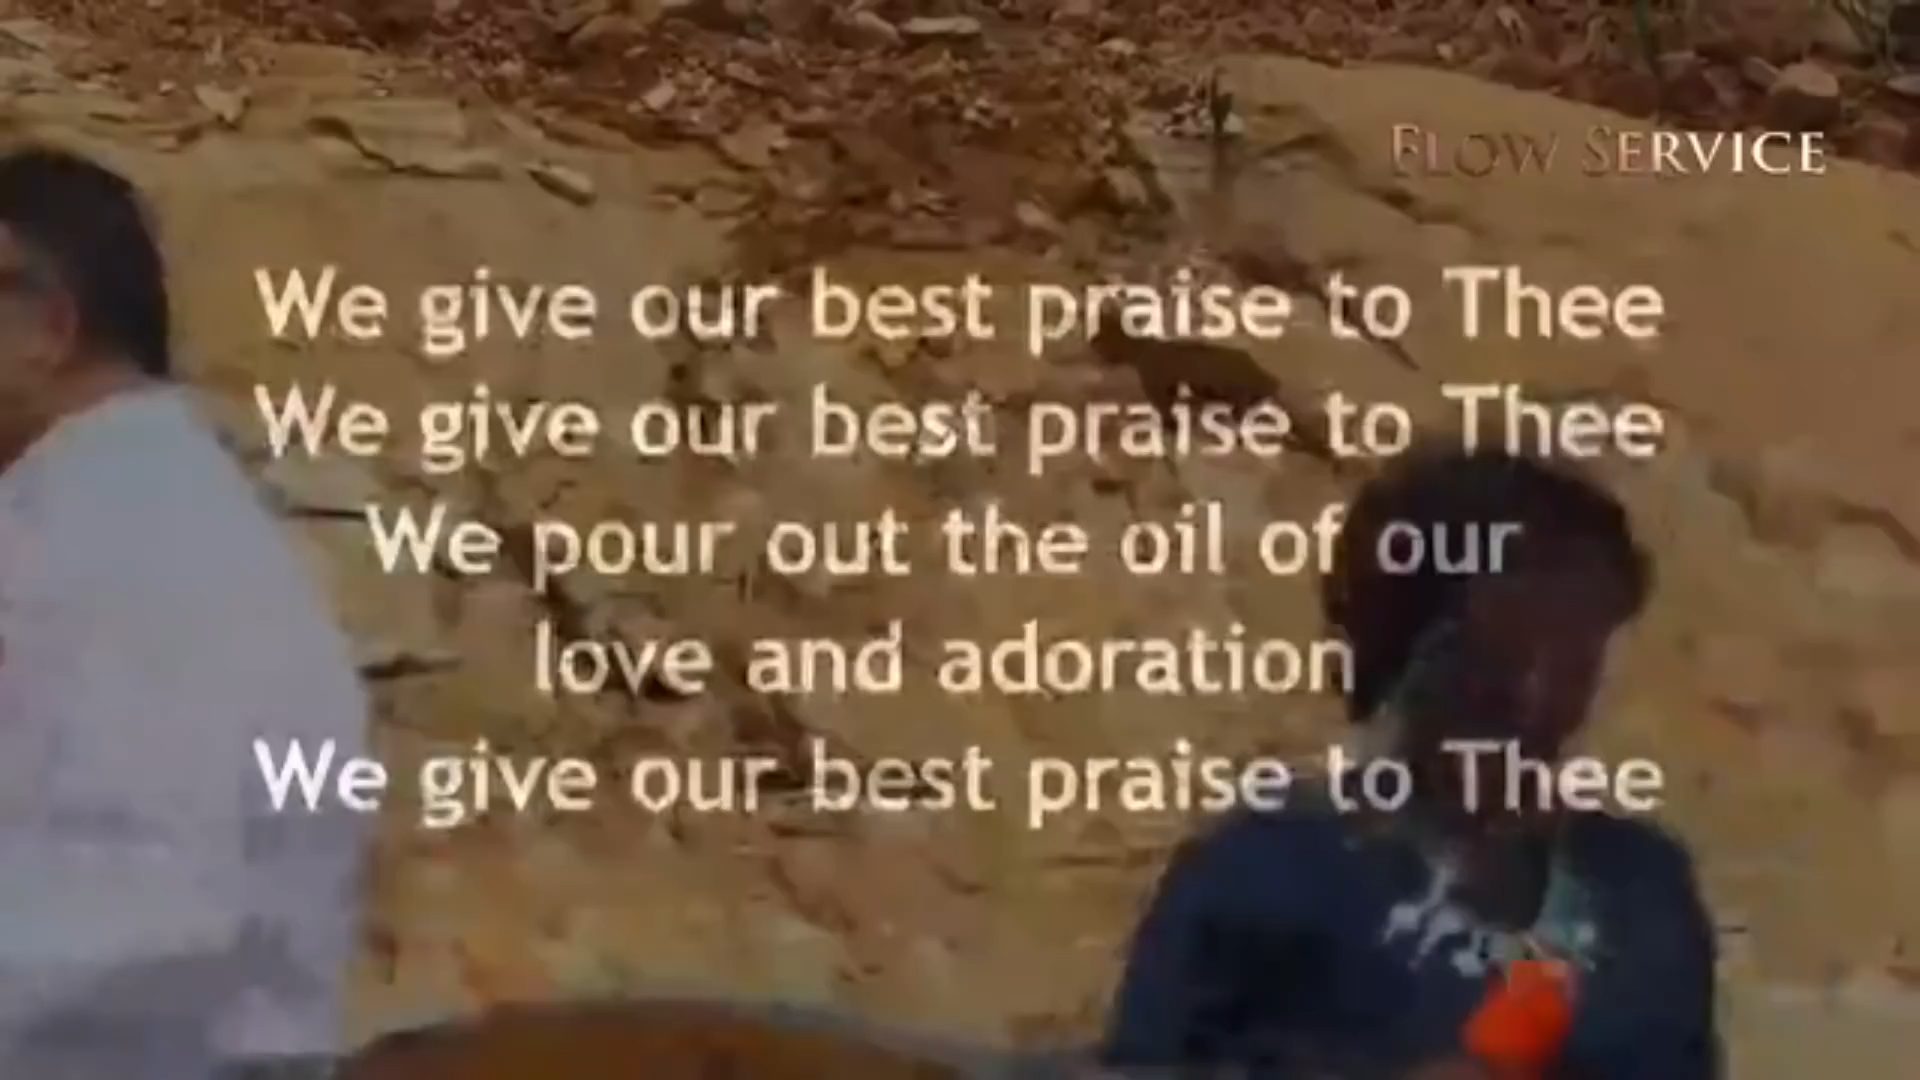 FLOW SERVICE
We give our best praise to Thee
We give our best praise to Thee
We pour out the oil of our
love and adoration
We give our best praise to Thee